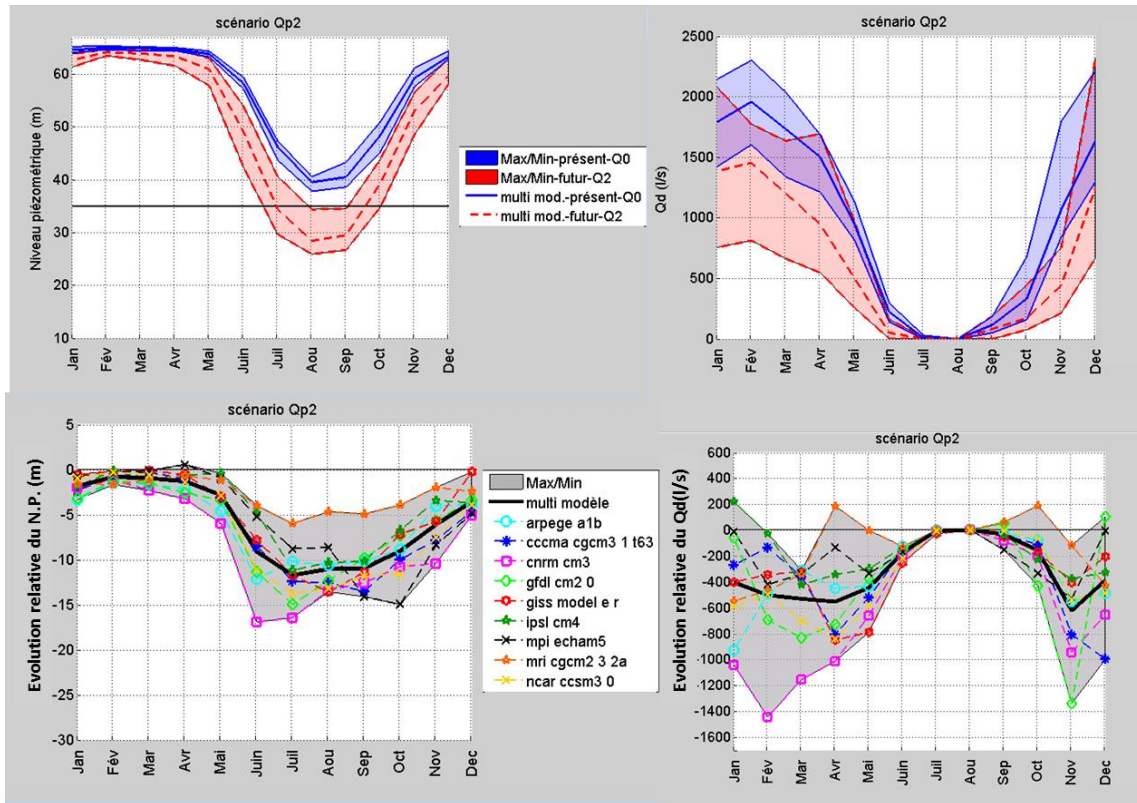 scénario Qp2
Niveau piézométrique (m)
60
50
40
30
20
10
Jan Fév Mar Avr Mai Juin Juil Aou Sep Oct Nov Dec
Max/Min-présent-Q0
Max/Min-futur-Q2
multi mod.-présent-Q0
multi mod.-futur-Q2
scénario Qp2
Qd (l/s)
2500
2000
1500
1000
500
0
Jan Fév Mar Avr Mai Juin Juil Aou Sep Oct Nov Dec
scénario Qp2
Evolution relative du N.P. (m)
5
0
-5
-10
-15
-20
-25
-30
Jan Fév Mar Avr Mai Juin Juil Aou Sep Oct Nov Dec
Max/Min
multi modèle
arpege a1b
cccma cgcm3 1 t63
cnrm cm3
gfdl cm2 0
giss model e r
ipsl cm4
mpi echam5
mri cgcm2 3 2a
ncar ccsm3 0
scénario Qp2
Evolution relative Qd(l/s)
600
400
200
0
-200
-400
-600
-800
-1000
-1200
-1400
-1600
Jan Fév Mar Avr Mai Juin Juil Aou Sep Oct Nov Dec